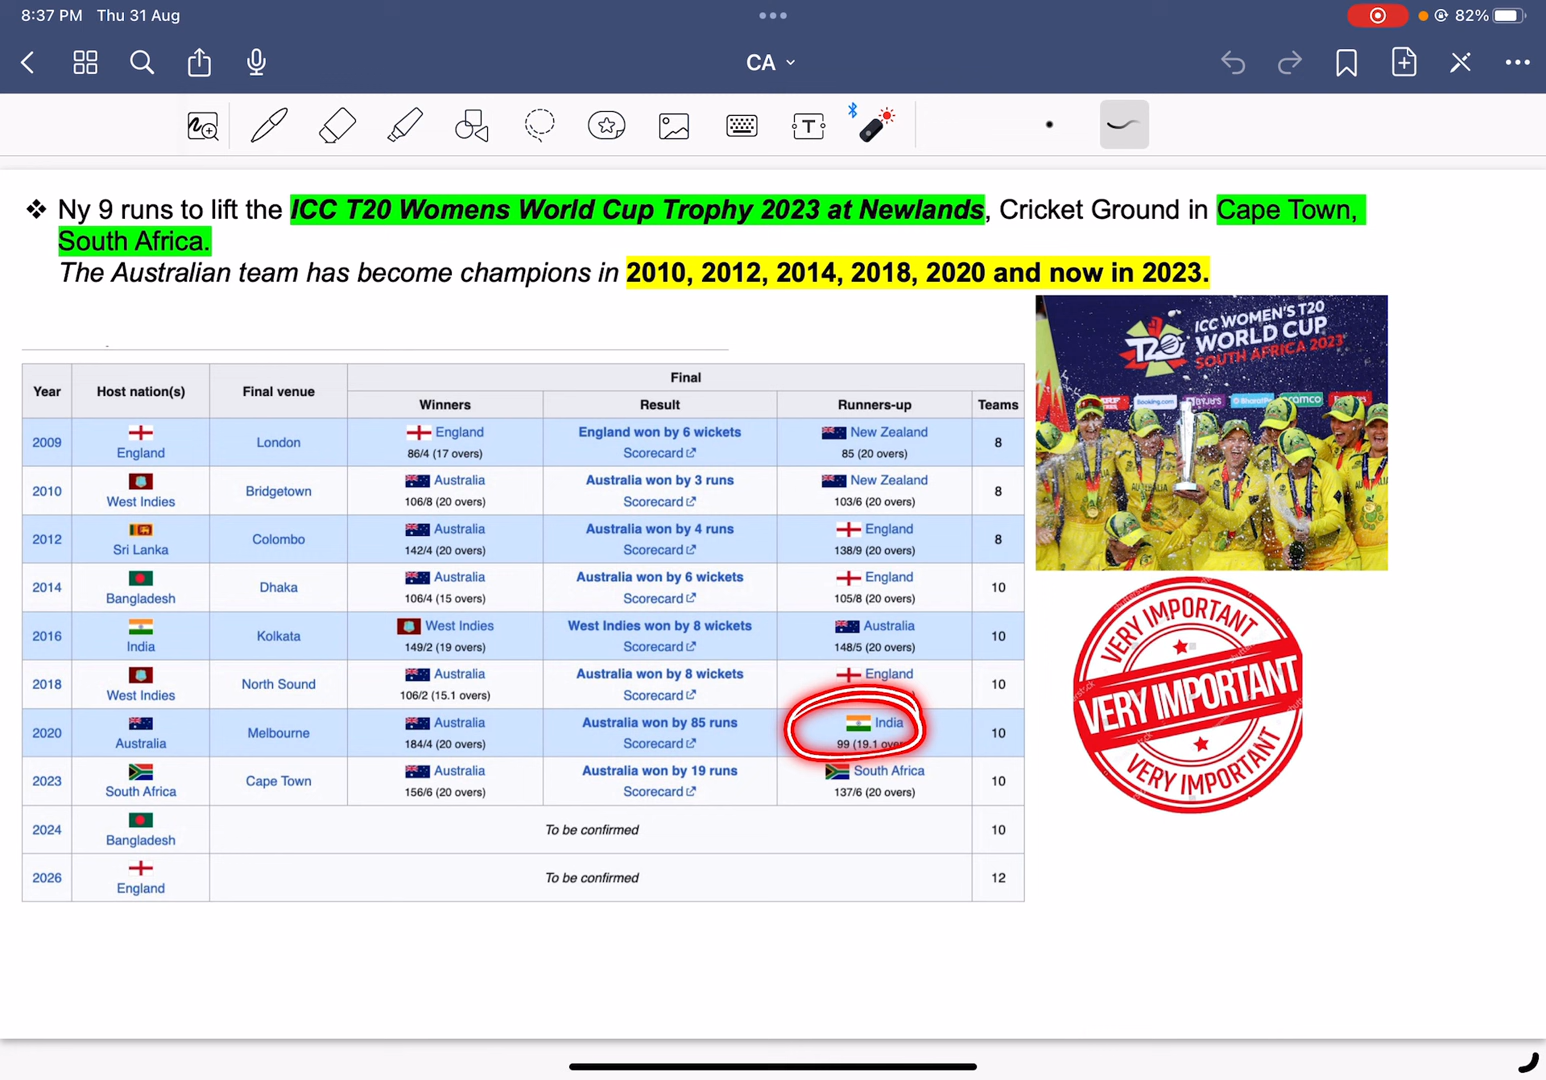 8:37 PM Thu 31 Aug
82%
CA
T
Ny 9 runs to lift the ICC T20 Womens World Cup Trophy 2023 at Newlands, Cricket Ground in Cape Town,
South Africa.
The Australian team has become champions in 2010, 2012, 2014, 2018, 2020 and now in 2023.
Year Host nation(s) Final venue Final Teams
Winners Result Runners-up
2009 England London England 86/4 (17 overs) England won by 6 wickets Scorecard New Zealand 85 (20 overs) 8
2010 West Indies Bridgetown Australia 106/8 (20 overs) Australia won by 3 runs Scorecard New Zealand 103/6 (20 overs) 8
2012 Sri Lanka Colombo Australia 142/4 (20 overs) Australia won by 4 runs Scorecard England 138/9 (20 overs) 8
2014 Bangladesh Dhaka Australia 106/4 (15 overs) Australia won by 6 wickets Scorecard England 105/8 (20 overs) 10
2016 India Kolkata West Indies 149/2 (19 overs) West Indies won by 8 wickets Scorecard Australia 148/5 (20 overs) 10
2018 West Indies North Sound Australia 106/2 (15.1 overs) Australia won by 8 wickets Scorecard England 10
2020 Australia Melbourne Australia 184/4 (20 overs) Australia won by 85 runs Scorecard India 99 (19.1 10
2023 South Africa Cape Town Australia 156/6 (20 overs) Australia won by 19 runs Scorecard South Africa 137/6 (20 overs) 10
2024 Bangladesh To be confirmed 10
2026 England To be confirmed 12
ICC WOMEN'S T20
WORLD CUP
SOUTH AFRICA 2023
T20
Booking.com
BYJU'S
aramco
VERY IMPORTANT
VERY IMPORTANT
VERY IMPORTANT